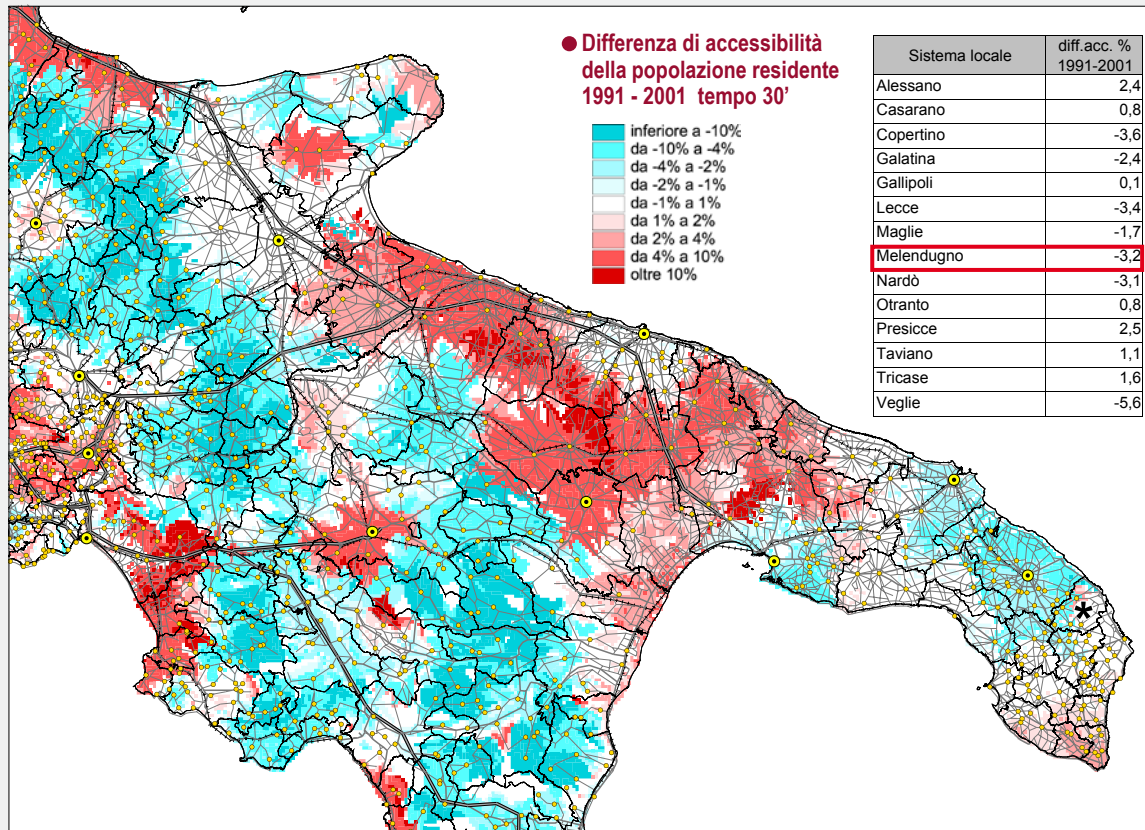 ● Differenza di accessibilità
della popolazione residente
1991 - 2001 tempo 30'
inferiore a -10%
da -10% a -4%
da -4% a -2%
da -2% a -1%
da -1% a 1%
da 1% a 2%
da 2% a 4%
da 4% a 10%
oltre 10%
Sistema locale diff.acc. % 1991-2001
Alessano 2,4
Casarano 0,8
Copertino -3,6
Galatina -2,4
Gallipoli 0,1
Lecce -3,4
Maglie -1,7
Melendugno -3,2
Nardò -3,1
Otranto 0,8
Presicce 2,5
Taviano 1,1
Tricase 1,6
Veglie -5,6
*